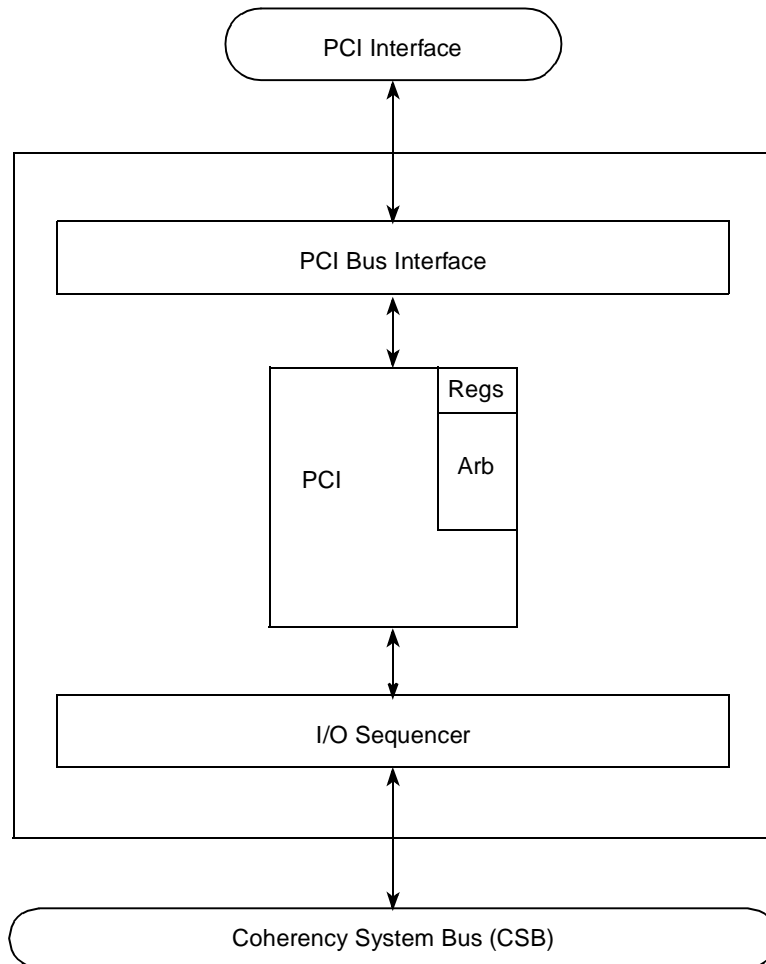 PCI Interface
PCI Bus Interface
Regs
Arb
PCI
I/O Sequencer
Coherency System Bus (CSB)